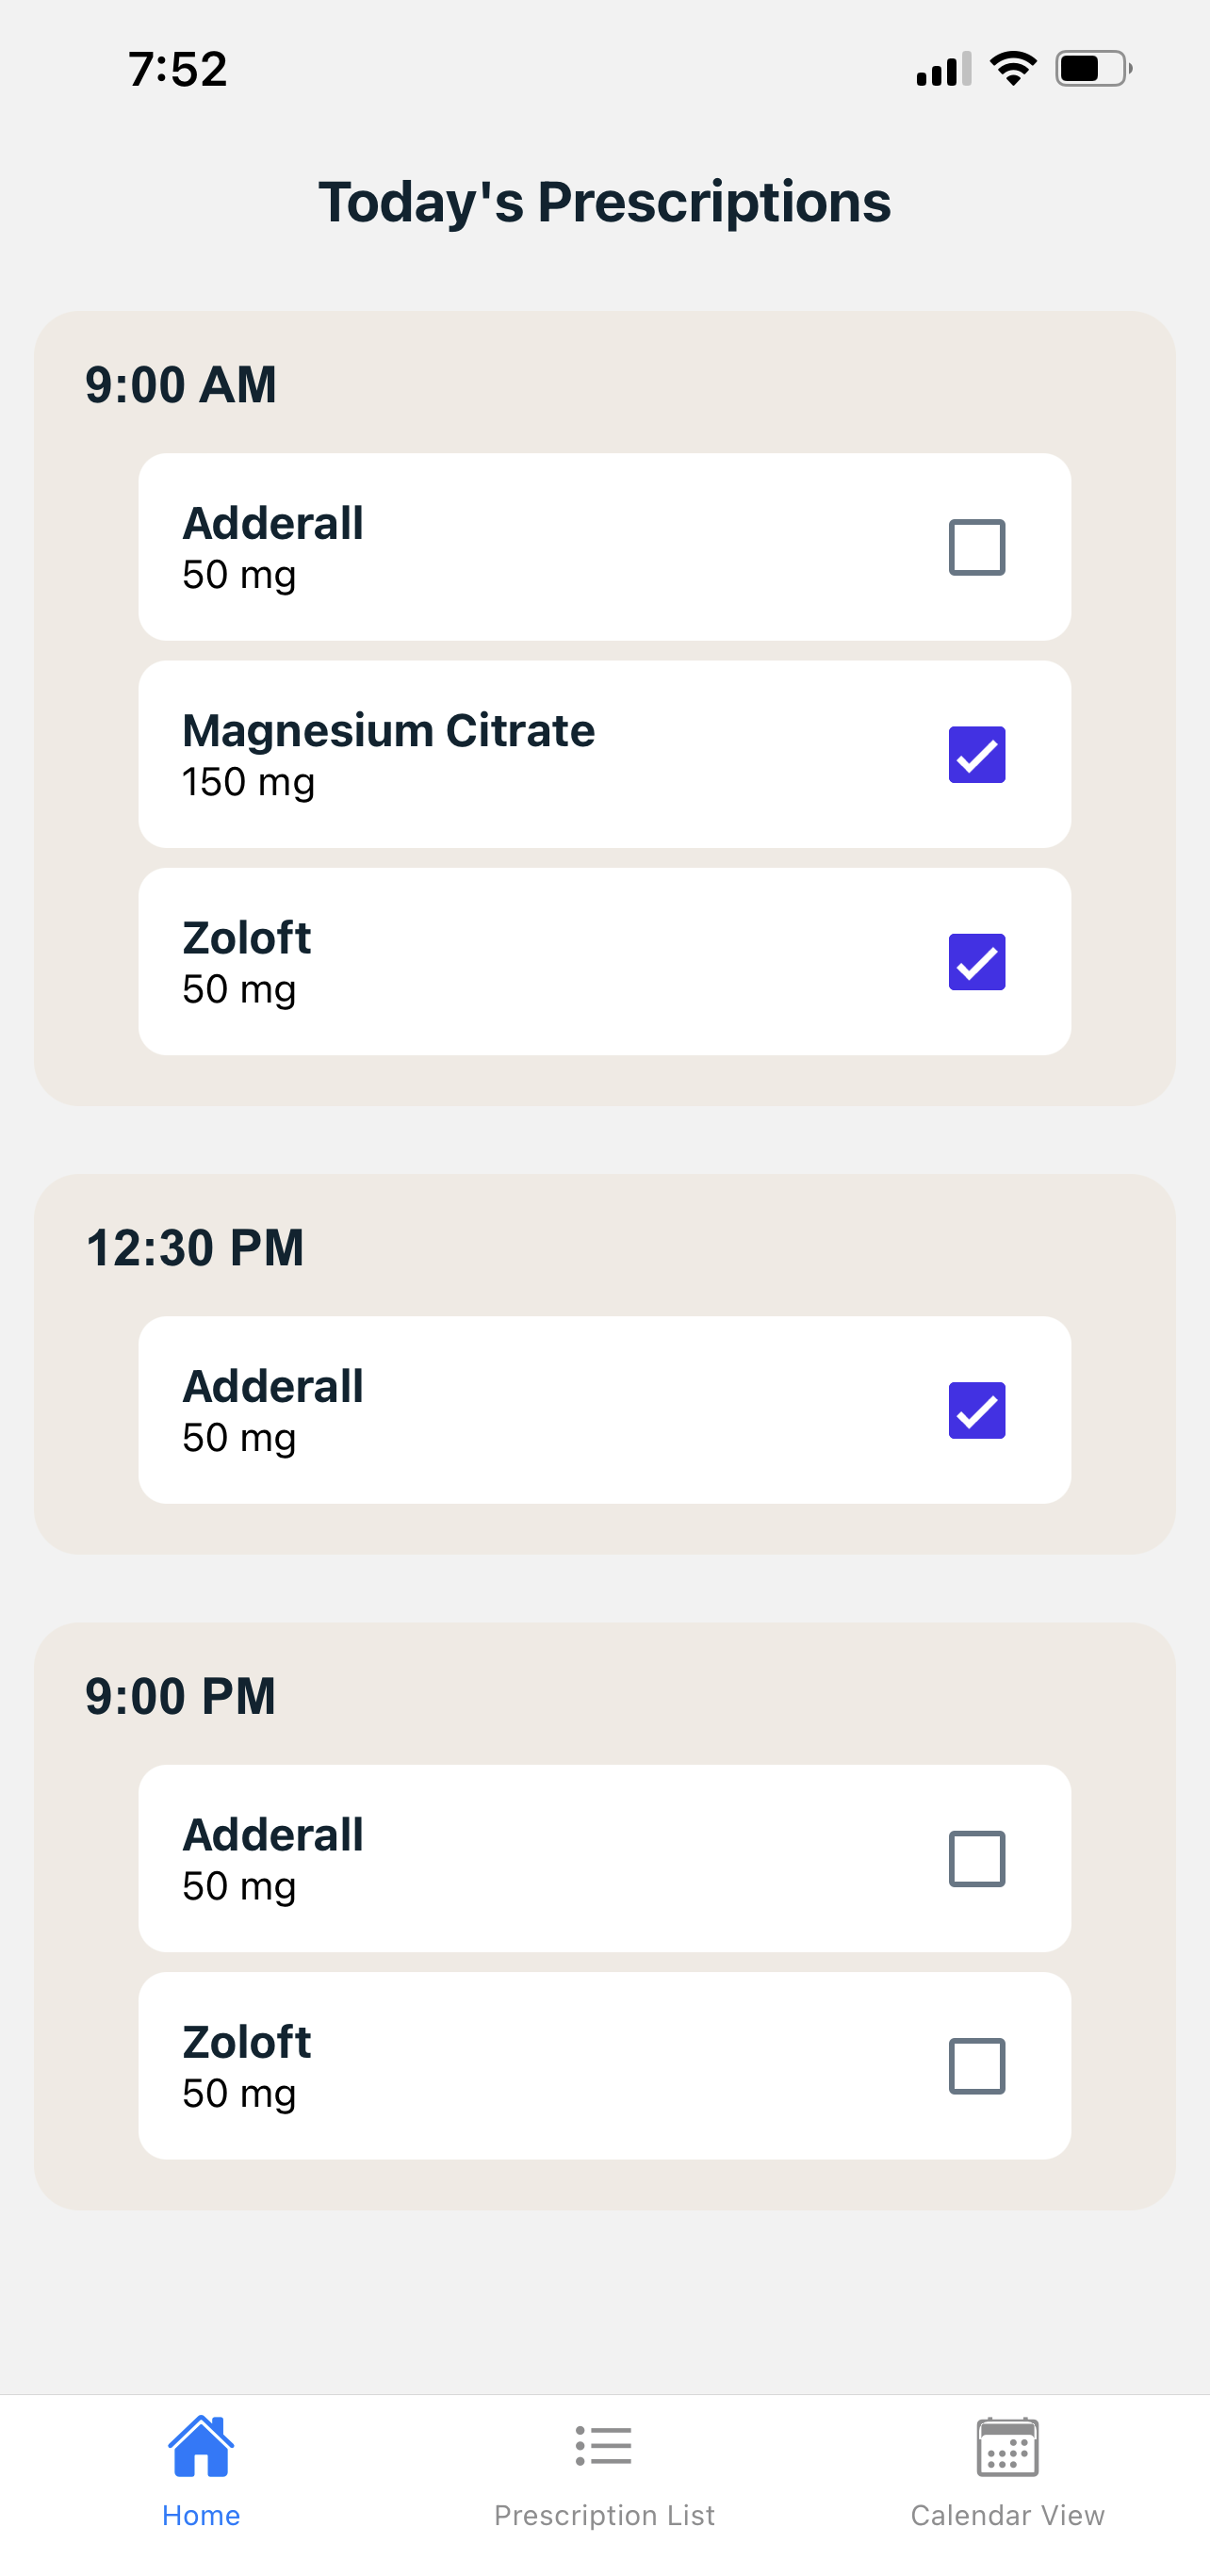 7:52
Today's Prescriptions
9:00 AM
Adderall
50 mg
Magnesium Citrate
150 mg
Zoloft
50 mg
12:30 PM
Adderall
50 mg
9:00 PM
Adderall
50 mg
Zoloft
50 mg
Home
Prescription List
Calendar View